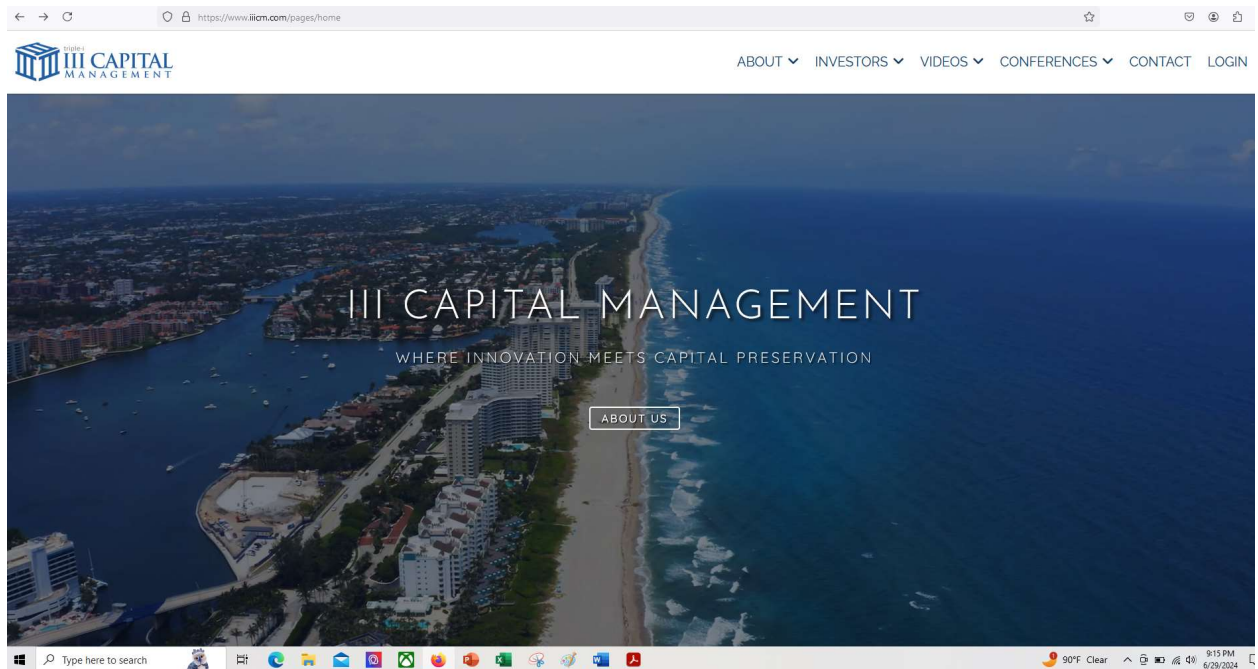 https://www.iiicm.com/pages/home
triple-i
III CAPITAL
MANAGEMENT
ABOUT INVESTORS VIDEOS CONFERENCES CONTACT LOGIN
III CAPITAL MANAGEMENT
WHERE INNOVATION MEETS CAPITAL PRESERVATION
ABOUT US
Type here to search
90°F Clear
9:15 PM
6/29/2024